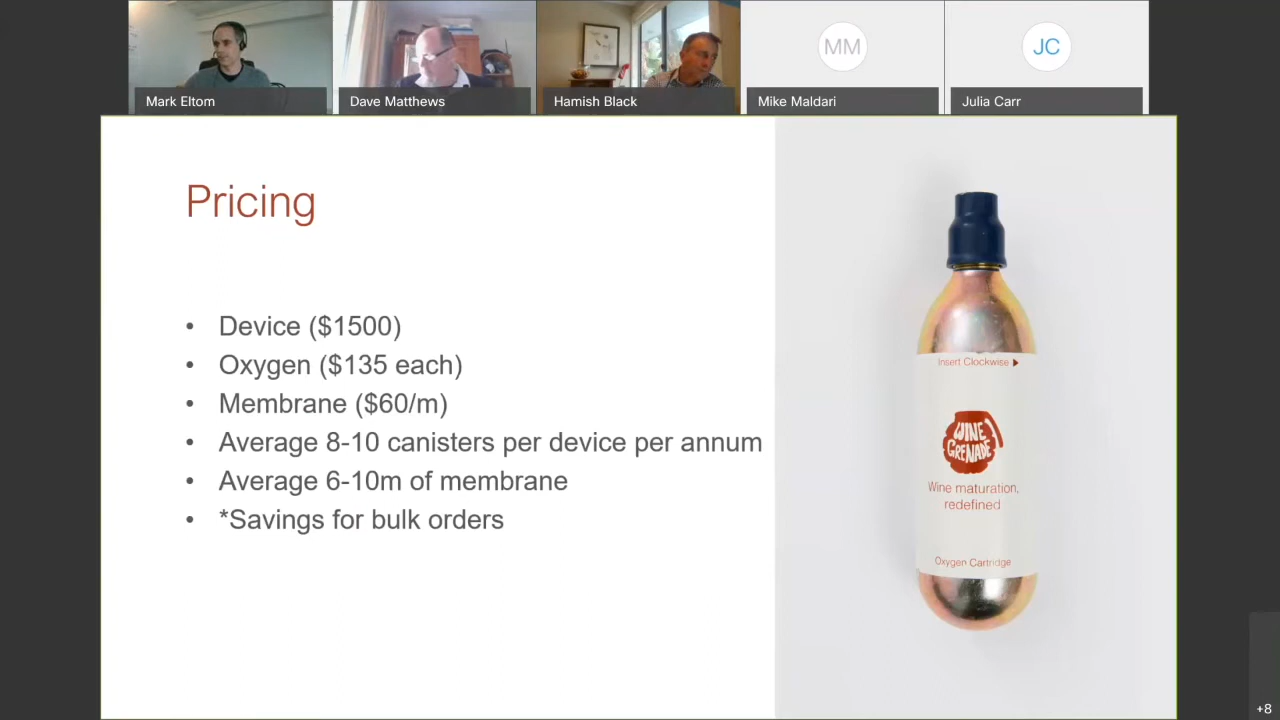 MM
JC
Mark Eltom
Dave Matthews
Hamish Black
Mike Maldari
Julia Carr
Pricing
• Device ($1500)
• Oxygen ($135 each)
• Membrane ($60/m)
• Average 8-10 canisters per device per annum
• Average 6-10m of membrane
• *Savings for bulk orders
Insert Clockwise ▶
WINE
GRENADE
Wine maturation,
redefined
Oxygen Cartridge
+8